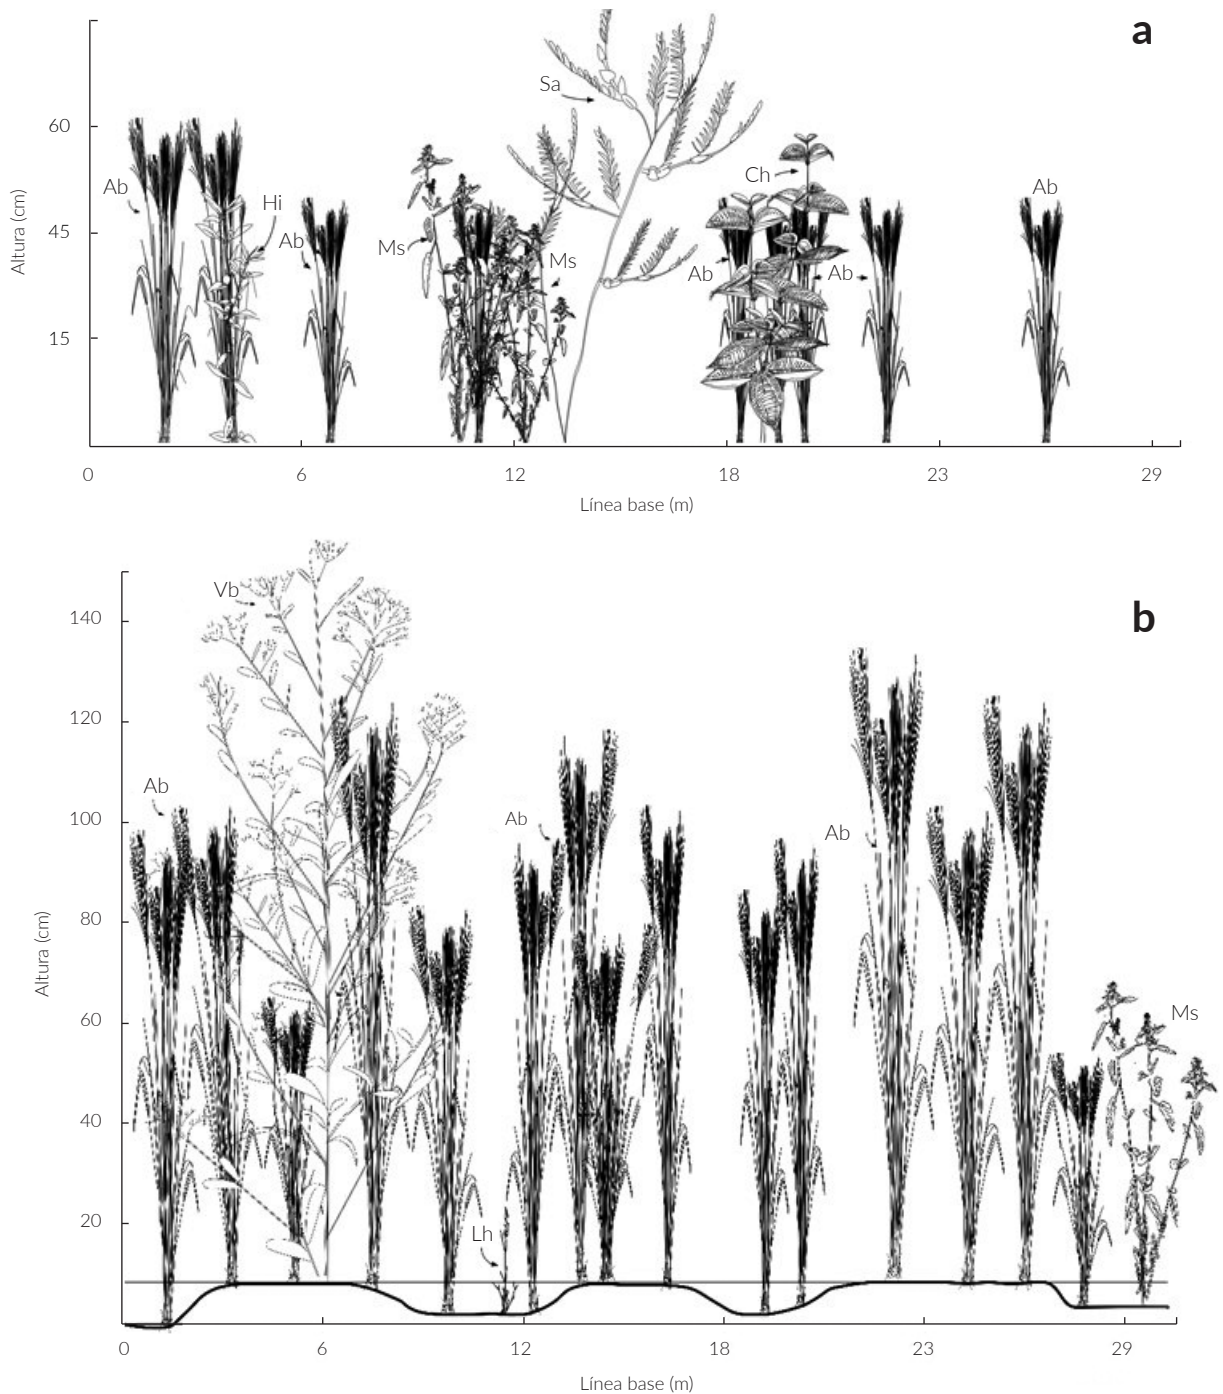 a
Sa
60
Ab
Ch
Hi
Ab
45
Ab
Ms
Ms
Ab
Ab
15
Altura (cm)
0 6 12 18 23 29
Línea base (m)
b
Vb
140
120
Ab
100
Ab
Ab
80
Altura (cm)
60
Ms
40
20
Lh
0 6 12 18 23 29
Línea base (m)